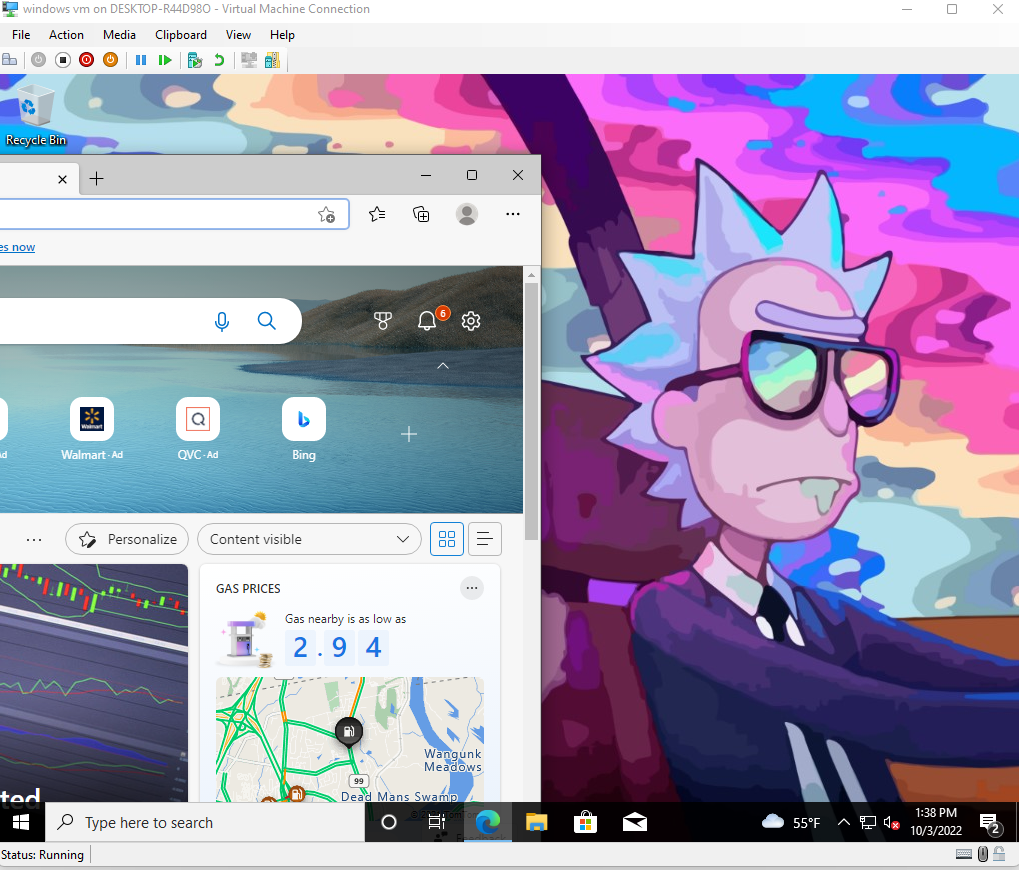 windows vm on DESKTOP-R44D98O - Virtual Machine Connection
File Action Media Clipboard View Help
Recycle Bin
es now
6
Walmart
ad
Walmart · Ad
QVC · Ad
Bing
Personalize
Content visible
GAS PRICES
Gas nearby is as low as
2.94
Wangunk
Meadows
99
Dead Mans Swamp
ted
Feedback
Type here to search
55°F
1:38 PM
10/3/2022
2
Status: Running